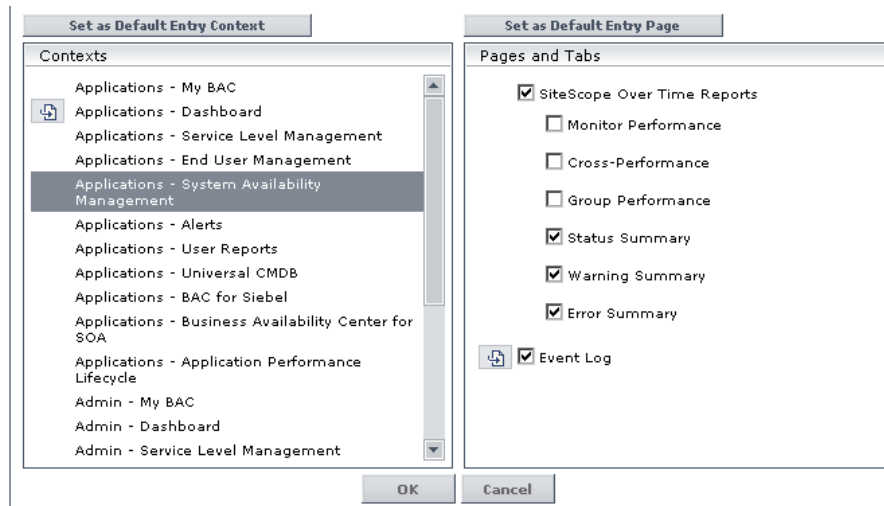 Set as Default Entry Context
Set as Default Entry Page
Contexts
Applications - My BAC
Applications - Dashboard
Applications - Service Level Management
Applications - End User Management
Applications - System Availability
Management
Applications - Alerts
Applications - User Reports
Applications - Universal CMDB
Applications - BAC for Siebel
Applications - Business Availability Center for
SOA
Applications - Application Performance
Lifecycle
Admin - My BAC
Admin - Dashboard
Admin - Service Level Management
Pages and Tabs
SiteScope Over Time Reports
Monitor Performance
Cross-Performance
Group Performance
Status Summary
Warning Summary
Error Summary
Event Log
OK
Cancel